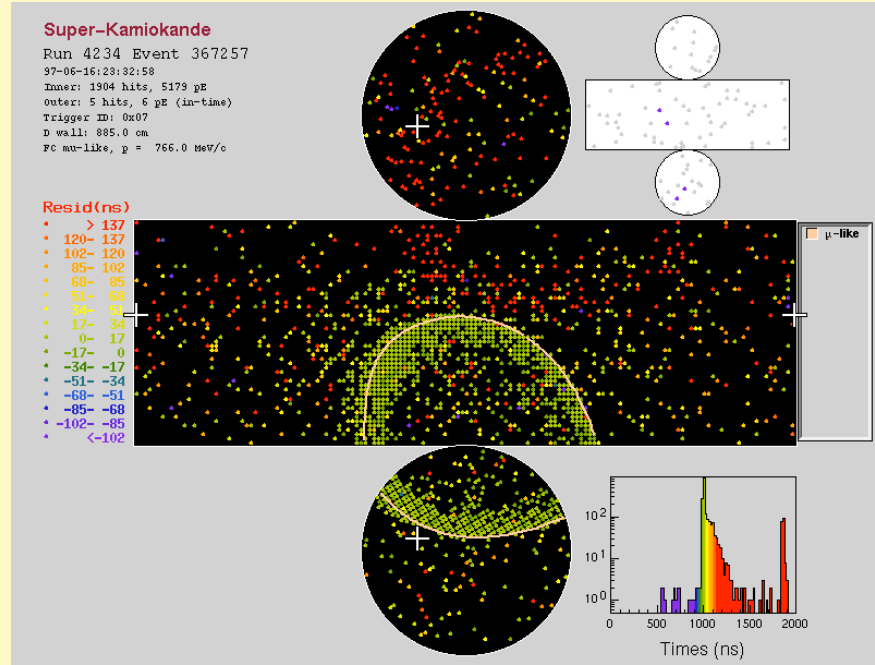 Super-Kamiokande
Run 4234 Event 367257
97-06-16:23:32:58
Inner: 1904 hits, 5179 pE
Outer: 5 hits, 6 pE (in-time)
Trigger ID: 0x07
D wall: 885.0 cm
FC mu-like, p = 766.0 MeV/c
Resid(ns)
> 137
120- 137
102- 120
85- 102
68- 85
51- 68
34- 51
17- 34
0- 17
-17- 0
-34- -17
-51- -34
-68- -51
-85- -68
-102- -85
<-102
μ-like
10²
10¹
10⁰
0 500 1000 1500 2000
Times (ns)